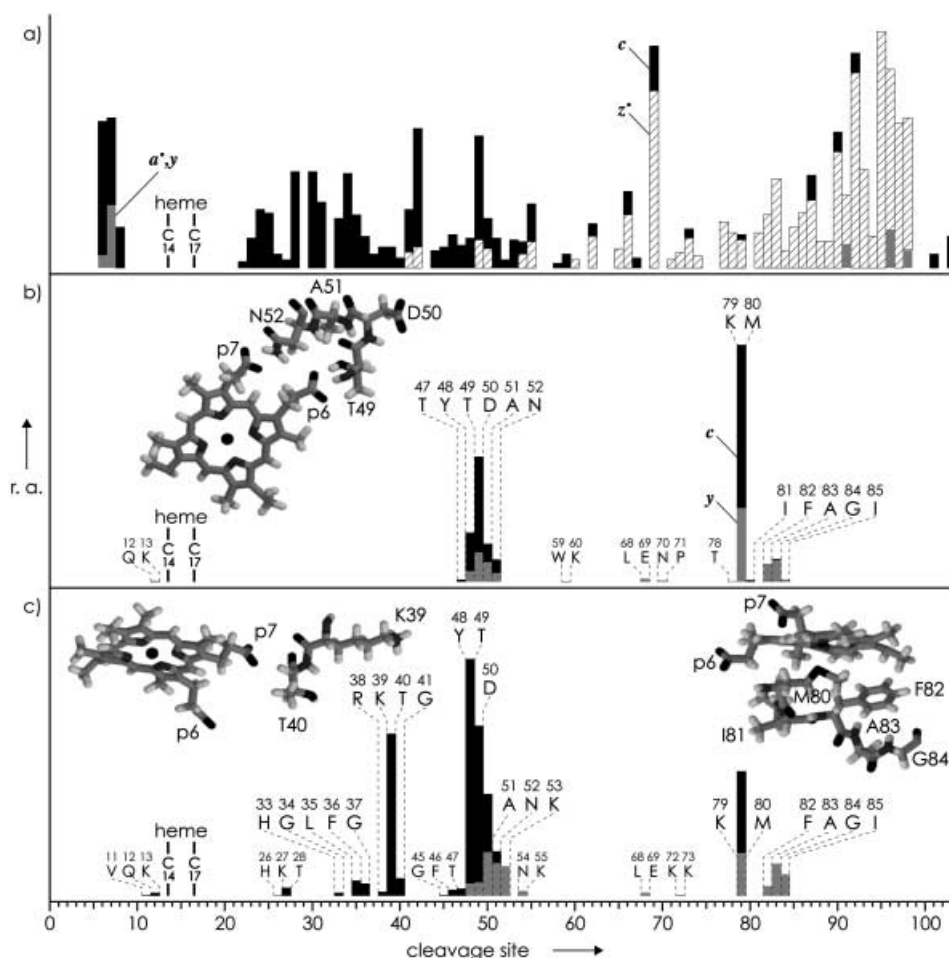 a)
c
z•
a•,y
heme
C C
14 17
b)
A51
N52
D50
p7
p6
T49
79 80
K M
47 48 49 50 51 52
T Y T D A N
c
y
r. a.
81 82 83 84 85
I F A G I
heme
12 13
Q K
C C
14 17
59 60
W K
68 69 70 71
L E N P
78
T
c)
p7
K39
p6
T40
48 49
Y T
50
D
38 39 40 41
R K T G
p7
p6
M80
F82
I81
A83
G84
51 52 53
A N K
33 34 35 36 37
H G L F G
79 80
K M
82 83 84 85
F A G I
heme
11 12 13
V Q K
C C
14 17
26 27 28
H K T
45 46 47
G F T
54 55
N K
68 69 72 73
L E K K
0 10 20 30 40 50 60 70 80 90 100
cleavage site